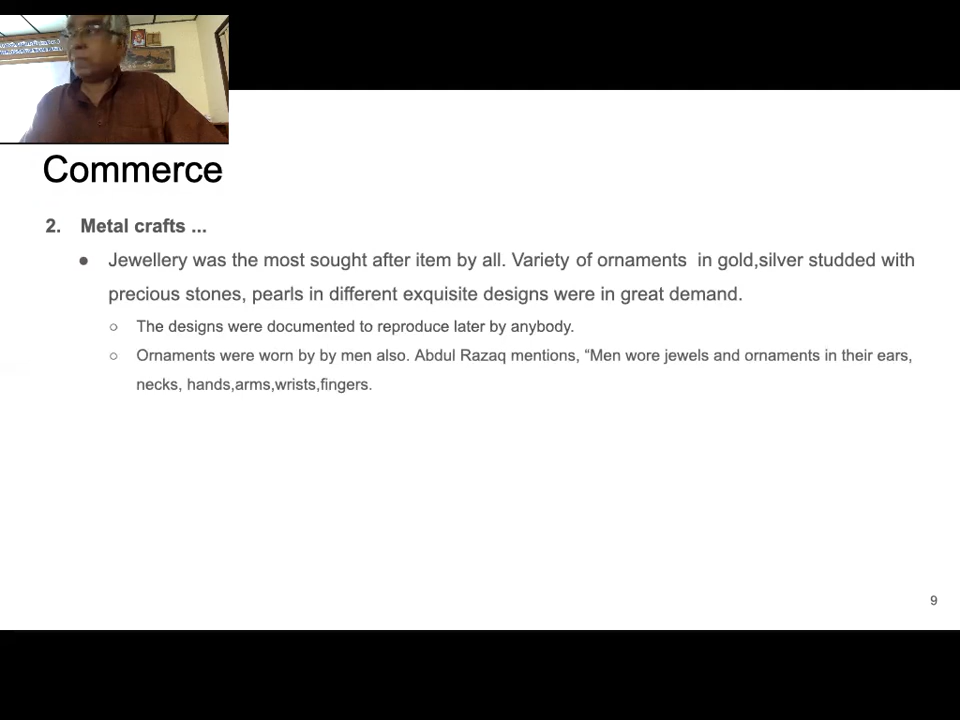 Commerce
2. Metal crafts ...
● Jewellery was the most sought after item by all. Variety of ornaments  in gold,silver studded with
precious stones, pearls in different exquisite designs were in great demand.
○ The designs were documented to reproduce later by anybody.
○ Ornaments were worn by by men also. Abdul Razaq mentions, “Men wore jewels and ornaments in their ears,
necks, hands,arms,wrists,fingers.
9